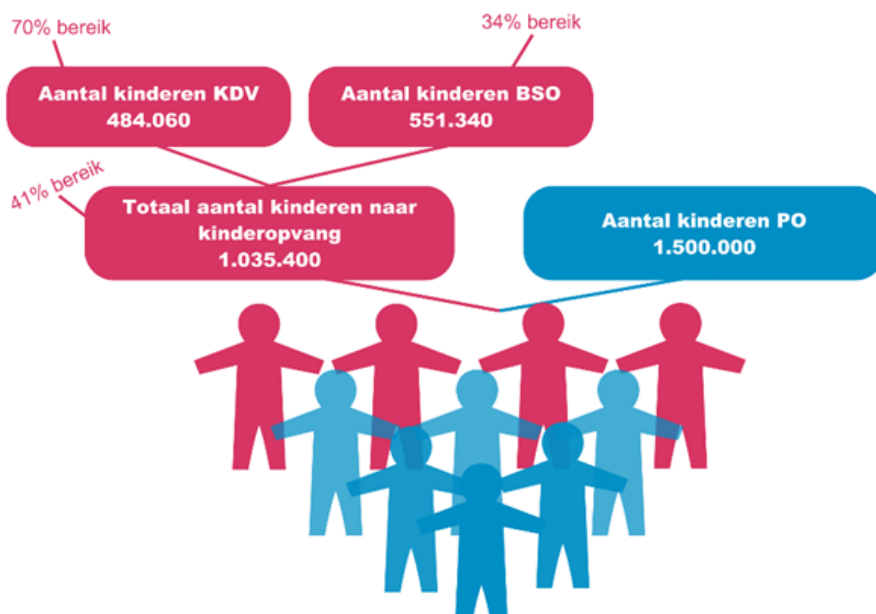 70% bereik
34% bereik
Aantal kinderen KDV
484.060
Aantal kinderen BSO
551.340
41% bereik
Totaal aantal kinderen naar
kinderopvang
1.035.400
Aantal kinderen PO
1.500.000